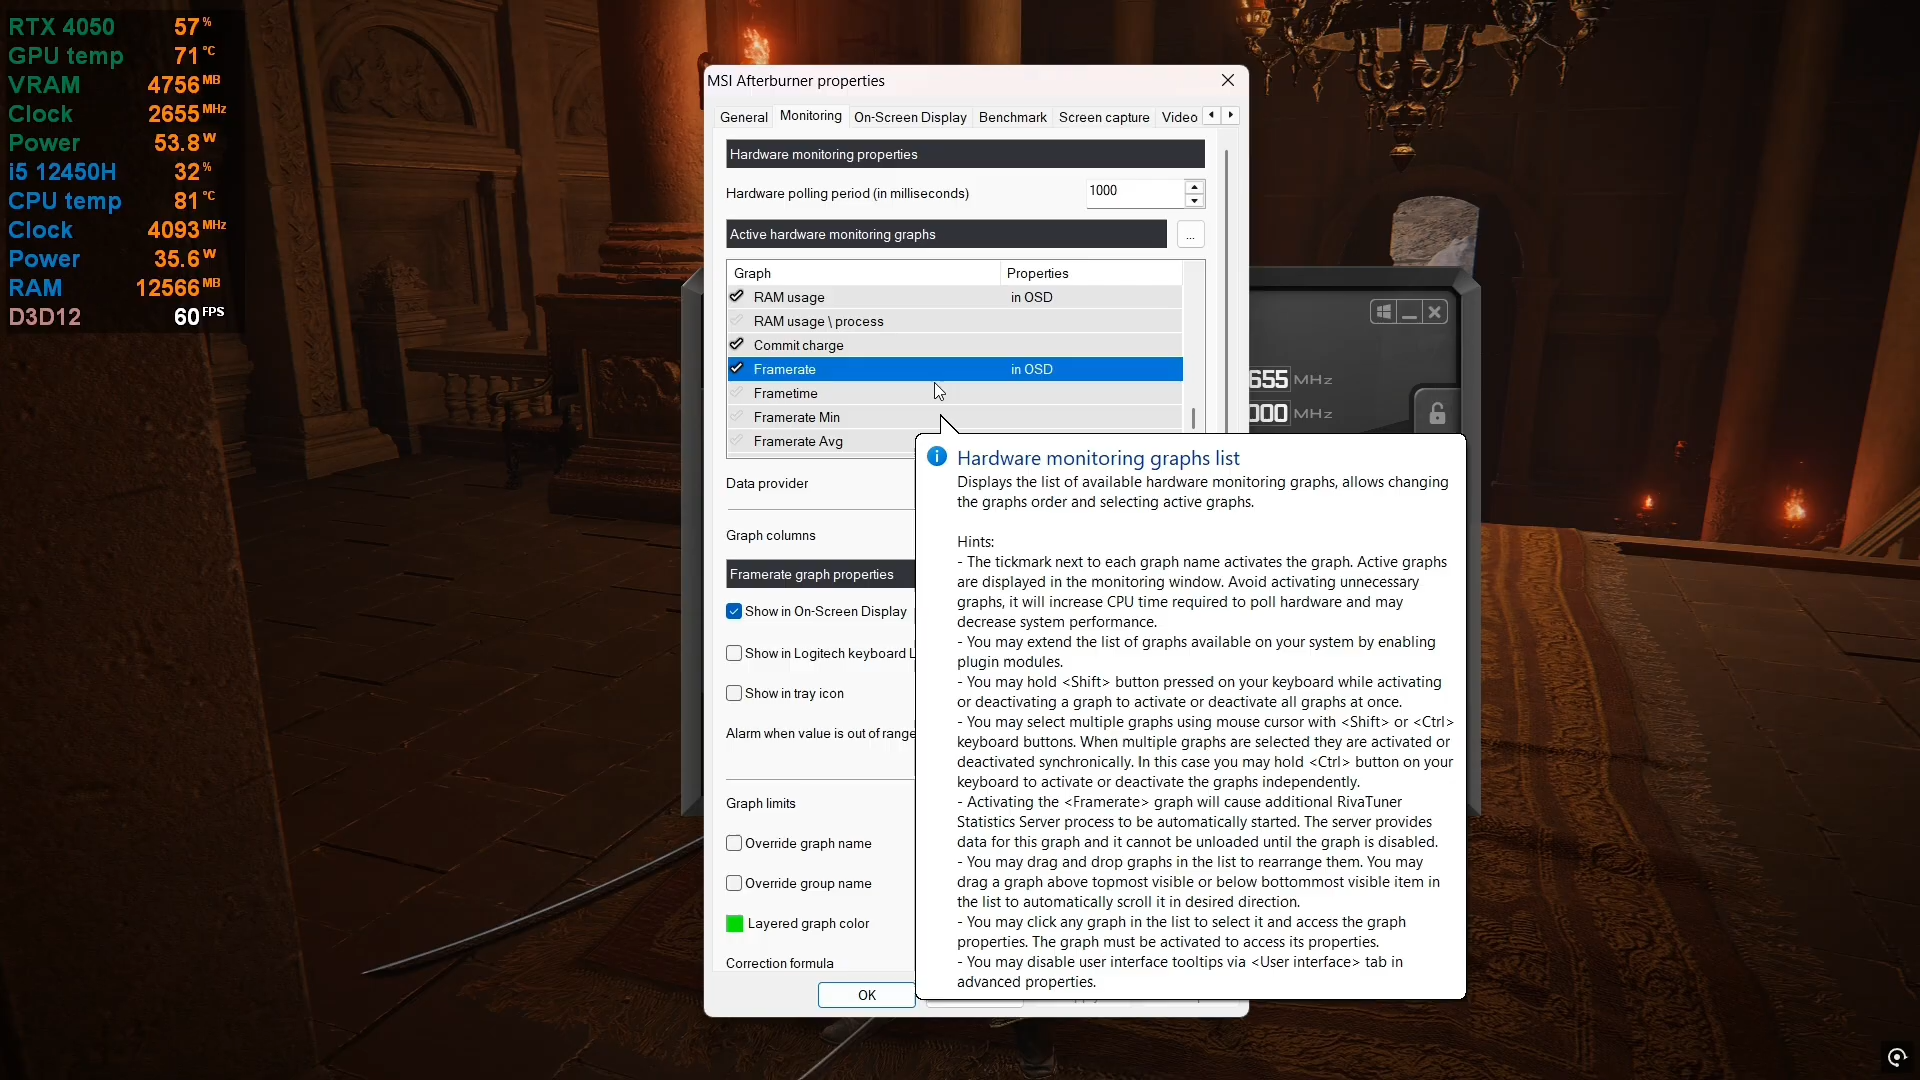 RTX 4050 57 %
GPU temp 71 °C
VRAM 4756 MB
Clock 2655 MHz
Power 53.8 W
i5 12450H 32 %
CPU temp 81 °C
Clock 4093 MHz
Power 35.6 W
RAM 12566 MB
D3D12 60 FPS
MSI Afterburner properties
General Monitoring On-Screen Display Benchmark Screen capture Video
Hardware monitoring properties
Hardware polling period (in milliseconds) 1000
Active hardware monitoring graphs ...
Graph Properties
RAM usage in OSD
RAM usage \ process
Commit charge
Framerate in OSD
Frametime
Framerate Min
Framerate Avg
Data provider
Graph columns
Framerate graph properties
Show in On-Screen Display
Show in Logitech keyboard L
Show in tray icon
Alarm when value is out of range
Graph limits
Override graph name
Override group name
Layered graph color
Correction formula
OK
655 MHz
000 MHz
Hardware monitoring graphs list
Displays the list of available hardware monitoring graphs, allows changing
the graphs order and selecting active graphs.
Hints:
- The tickmark next to each graph name activates the graph. Active graphs
are displayed in the monitoring window. Avoid activating unnecessary
graphs, it will increase CPU time required to poll hardware and may
decrease system performance.
- You may extend the list of graphs available on your system by enabling
plugin modules.
- You may hold <Shift> button pressed on your keyboard while activating
or deactivating a graph to activate or deactivate all graphs at once.
- You may select multiple graphs using mouse cursor with <Shift> or <Ctrl>
keyboard buttons. When multiple graphs are selected they are activated or
deactivated synchronically. In this case you may hold <Ctrl> button on your
keyboard to activate or deactivate the graphs independently.
- Activating the <Framerate> graph will cause additional RivaTuner
Statistics Server process to be automatically started. The server provides
data for this graph and it cannot be unloaded until the graph is disabled.
- You may drag and drop graphs in the list to rearrange them. You may
drag a graph above topmost visible or below bottommost visible item in
the list to automatically scroll it in desired direction.
- You may click any graph in the list to select it and access the graph
properties. The graph must be activated to access its properties.
- You may disable user interface tooltips via <User interface> tab in
advanced properties.